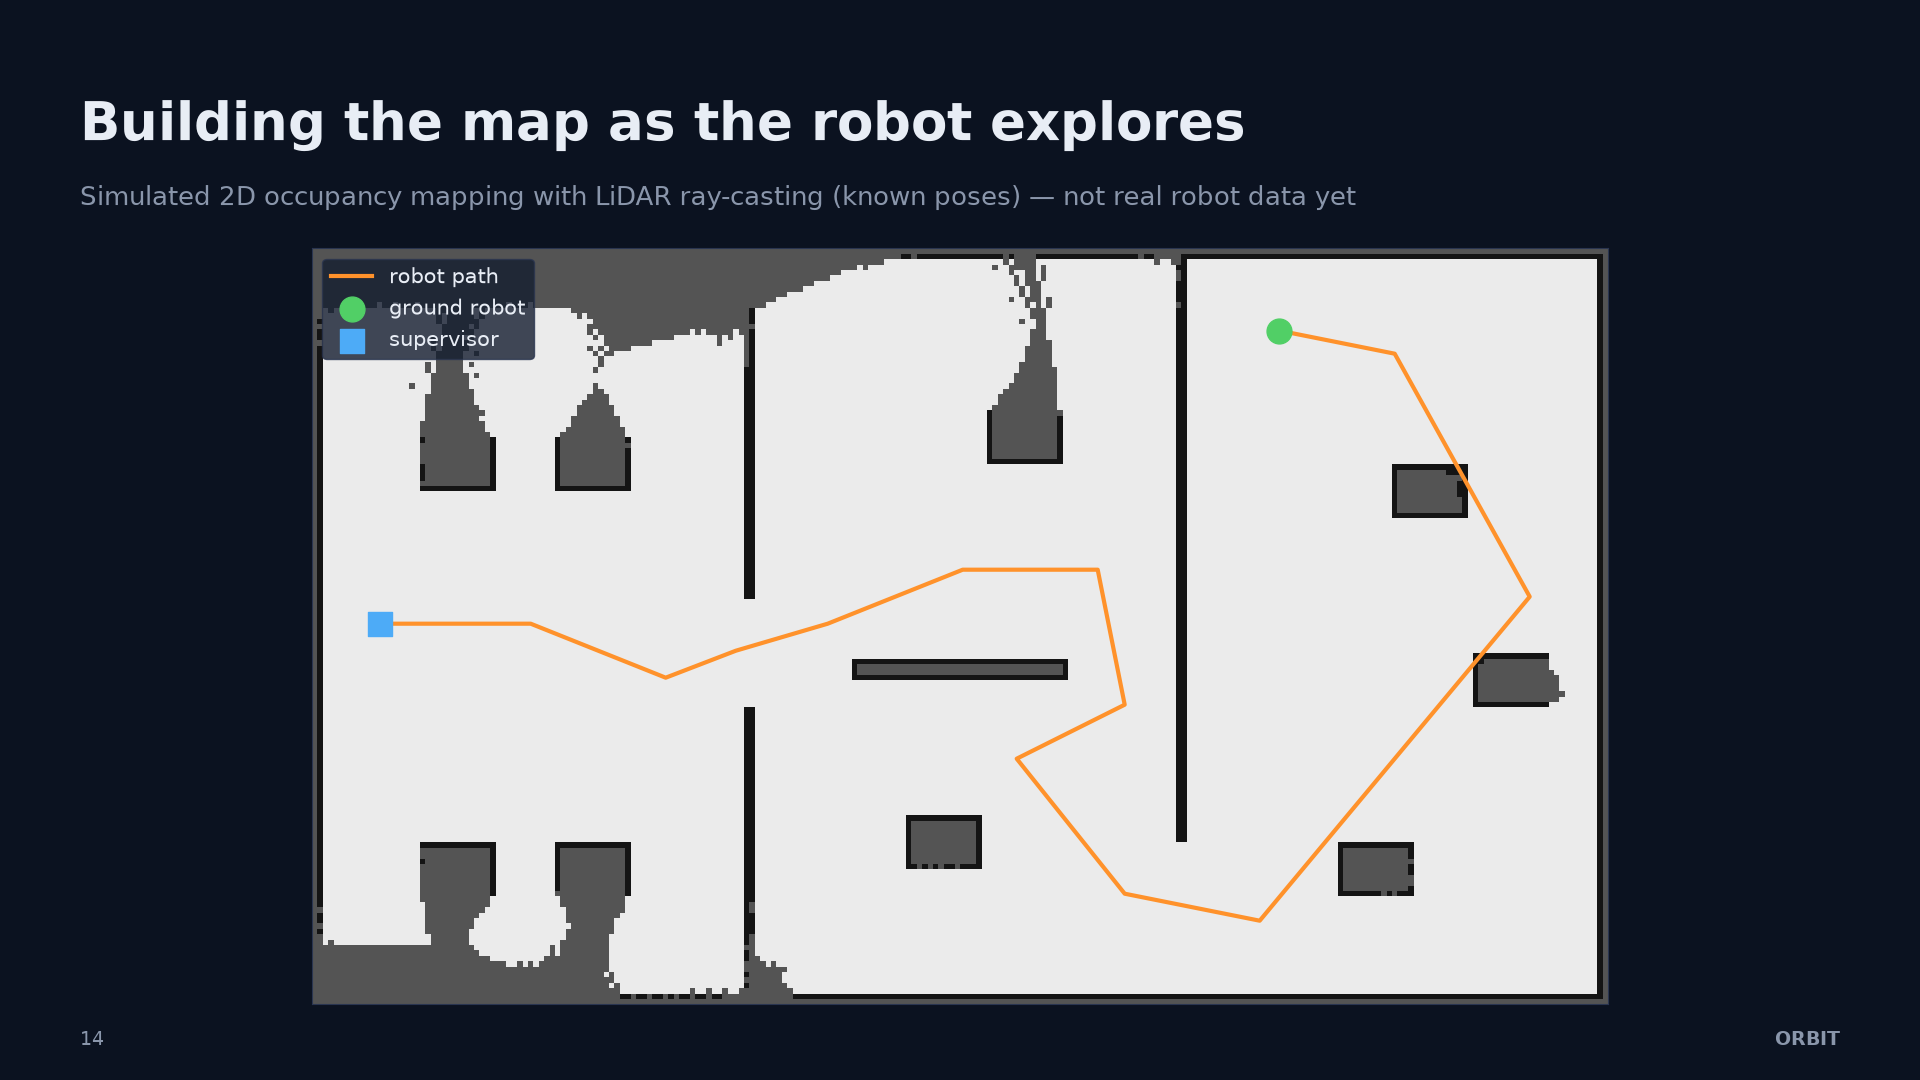 Building the map as the robot explores
Simulated 2D occupancy mapping with LiDAR ray-casting (known poses) — not real robot data yet
robot path
ground robot
supervisor
14
ORBIT